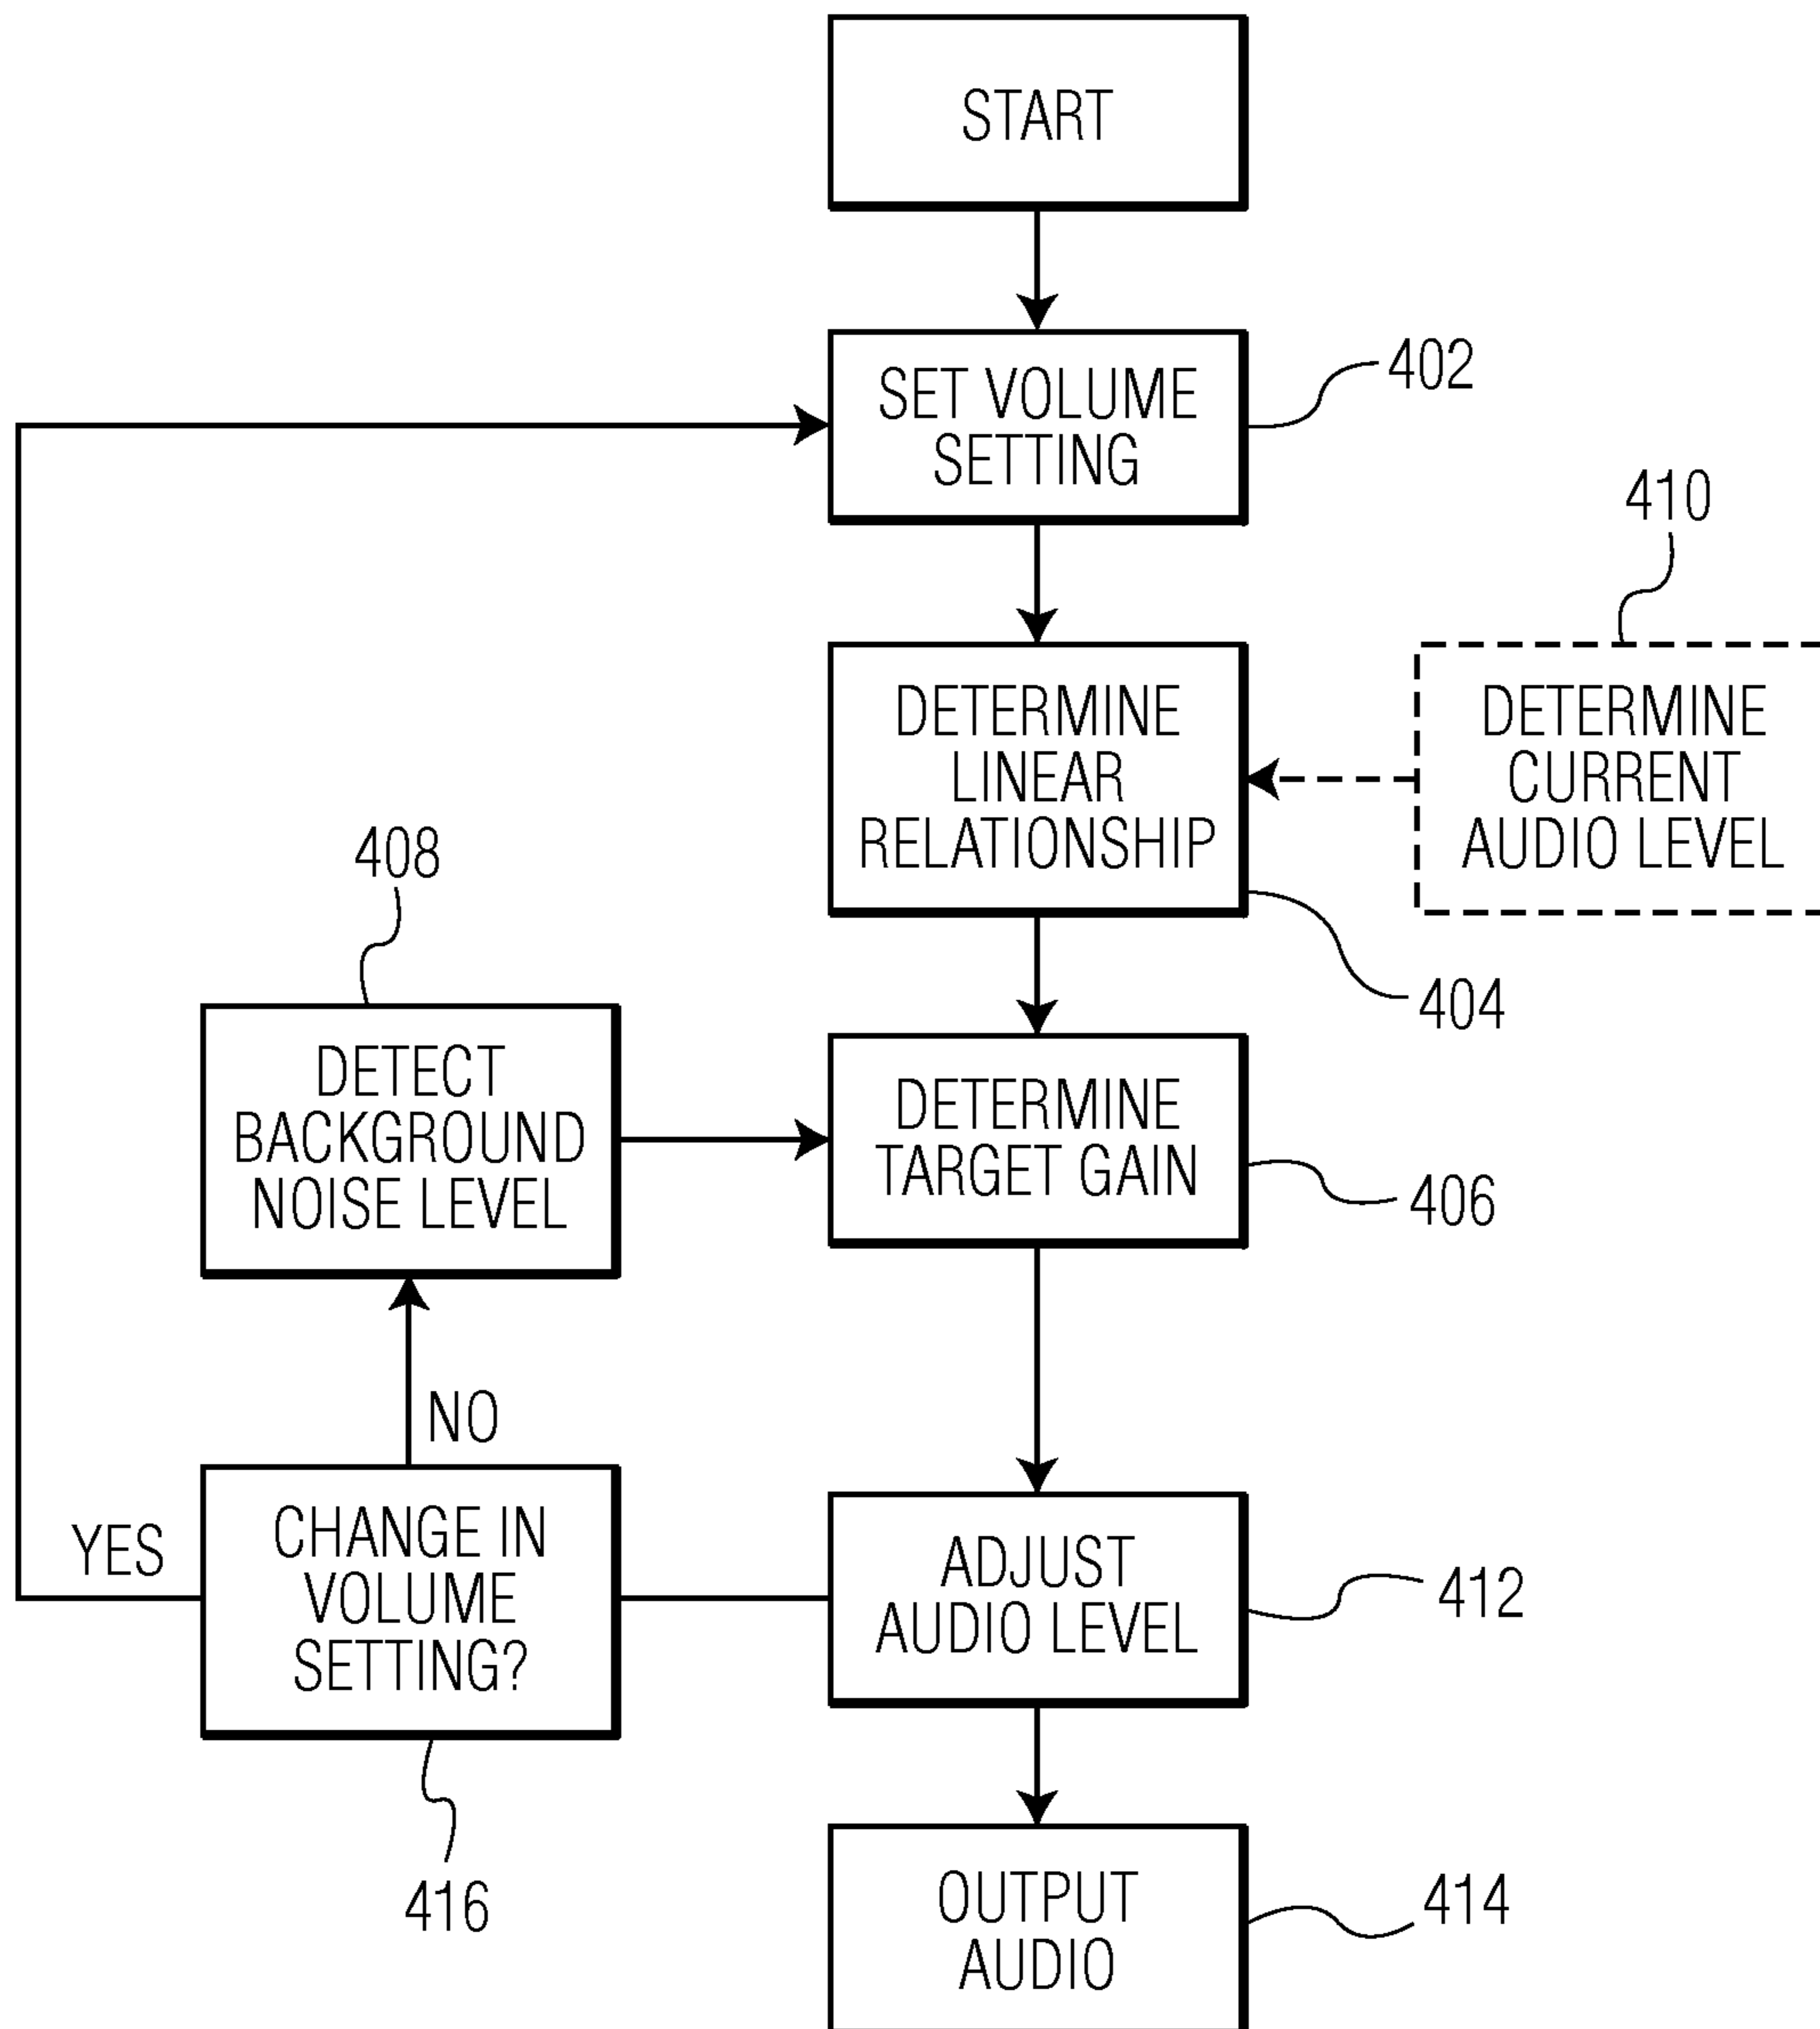 START
SET VOLUME
SETTING
402
410
DETERMINE
LINEAR
RELATIONSHIP
DETERMINE
CURRENT
AUDIO LEVEL
408
404
DETECT
BACKGROUND
NOISE LEVEL
DETERMINE
TARGET GAIN
406
NO
YES
CHANGE IN
VOLUME
SETTING?
ADJUST
AUDIO LEVEL
412
416
OUTPUT
AUDIO
414